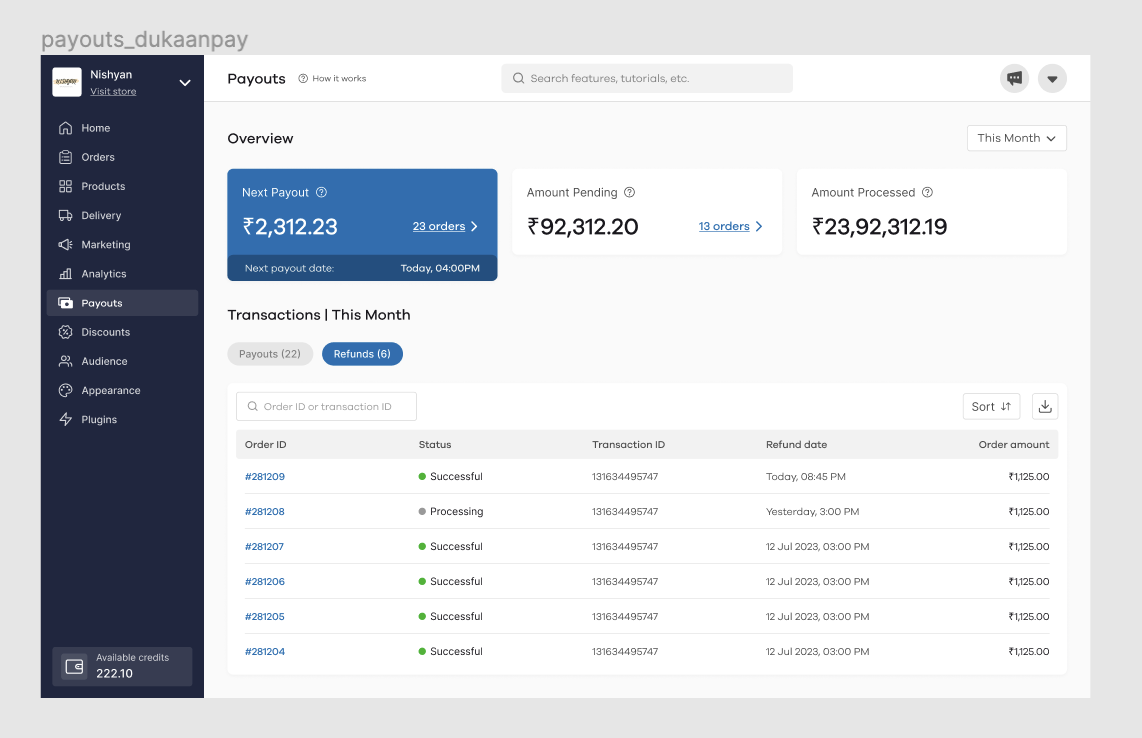 payouts_dukaanpay
Nishyan
Visit store
Payouts
How it works
Search features, tutorials, etc.
Home
Orders
Products
Delivery
Marketing
Analytics
Payouts
Discounts
Audience
Appearance
Plugins
Available credits
222.10
Overview
This Month
Next Payout
₹2,312.23
23 orders
Next payout date:
Today, 04:00PM
Amount Pending
₹92,312.20
13 orders
Amount Processed
₹23,92,312.19
Transactions | This Month
Payouts (22)
Refunds (6)
Order ID or transaction ID
Sort
Order ID Status Transaction ID Refund date Order amount
#281209 Successful 131634495747 Today, 08:45 PM ₹1,125.00
#281208 Processing 131634495747 Yesterday, 3:00 PM ₹1,125.00
#281207 Successful 131634495747 12 Jul 2023, 03:00 PM ₹1,125.00
#281206 Successful 131634495747 12 Jul 2023, 03:00 PM ₹1,125.00
#281205 Successful 131634495747 12 Jul 2023, 03:00 PM ₹1,125.00
#281204 Successful 131634495747 12 Jul 2023, 03:00 PM ₹1,125.00